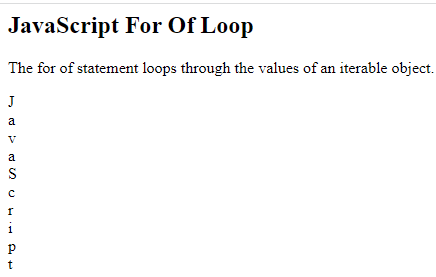 JavaScript For Of Loop
The for of statement loops through the values of an iterable object.
J
a
v
a
S
c
r
i
p
t